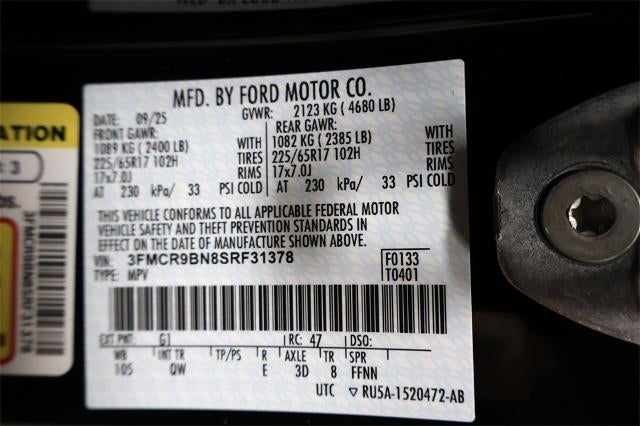 MFD. BY FORD MOTOR CO.
DATE: 09/25 GVWR: 2123 KG ( 4680 LB)
FRONT GAWR: REAR GAWR:
1089 KG ( 2400 LB) WITH 1082 KG ( 2385 LB) WITH
225/65R17 102H TIRES 225/65R17 102H TIRES
17x7.0J RIMS 17x7.0J RIMS
AT 230 kPa/ 33 PSI COLD AT 230 kPa/ 33 PSI COLD
THIS VEHICLE CONFORMS TO ALL APPLICABLE FEDERAL MOTOR
VEHICLE SAFETY AND THEFT PREVENTION STANDARDS IN
EFFECT ON THE DATE OF MANUFACTURE SHOWN ABOVE.
VIN: 3FMCR9BN8SRF31378 F0133
TYPE: MPV T0401
EXT PNT: G1 RC: 47 DSO:
WB INT TR TP/PS R AXLE TR SPR
105 QW E 3D 8 FFNN
UTC ▽ RU5A-1520472-AB
ATION
: 3
3FMCR9BN8SRF31378